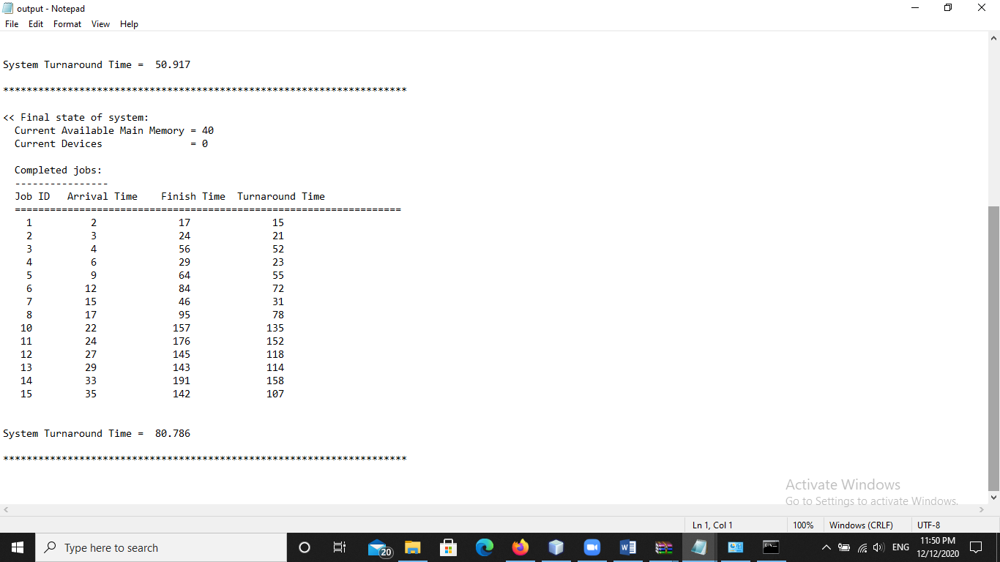 output - Notepad
File Edit Format View Help
System Turnaround Time = 50.917
*********************************************************************
<< Final state of system:
Current Available Main Memory = 40
Current Devices = 0
Completed jobs:
----------------
Job ID Arrival Time Finish Time Turnaround Time
==================================================================
1 2 17 15
2 3 24 21
3 4 56 52
4 6 29 23
5 9 64 55
6 12 84 72
7 15 46 31
8 17 95 78
10 22 157 135
11 24 176 152
12 27 145 118
13 29 143 114
14 33 191 158
15 35 142 107
System Turnaround Time = 80.786
*********************************************************************
Activate Windows
Go to Settings to activate Windows.
Ln 1, Col 1 100% Windows (CRLF) UTF-8
Type here to search 20 ENG 11:50 PM
12/12/2020